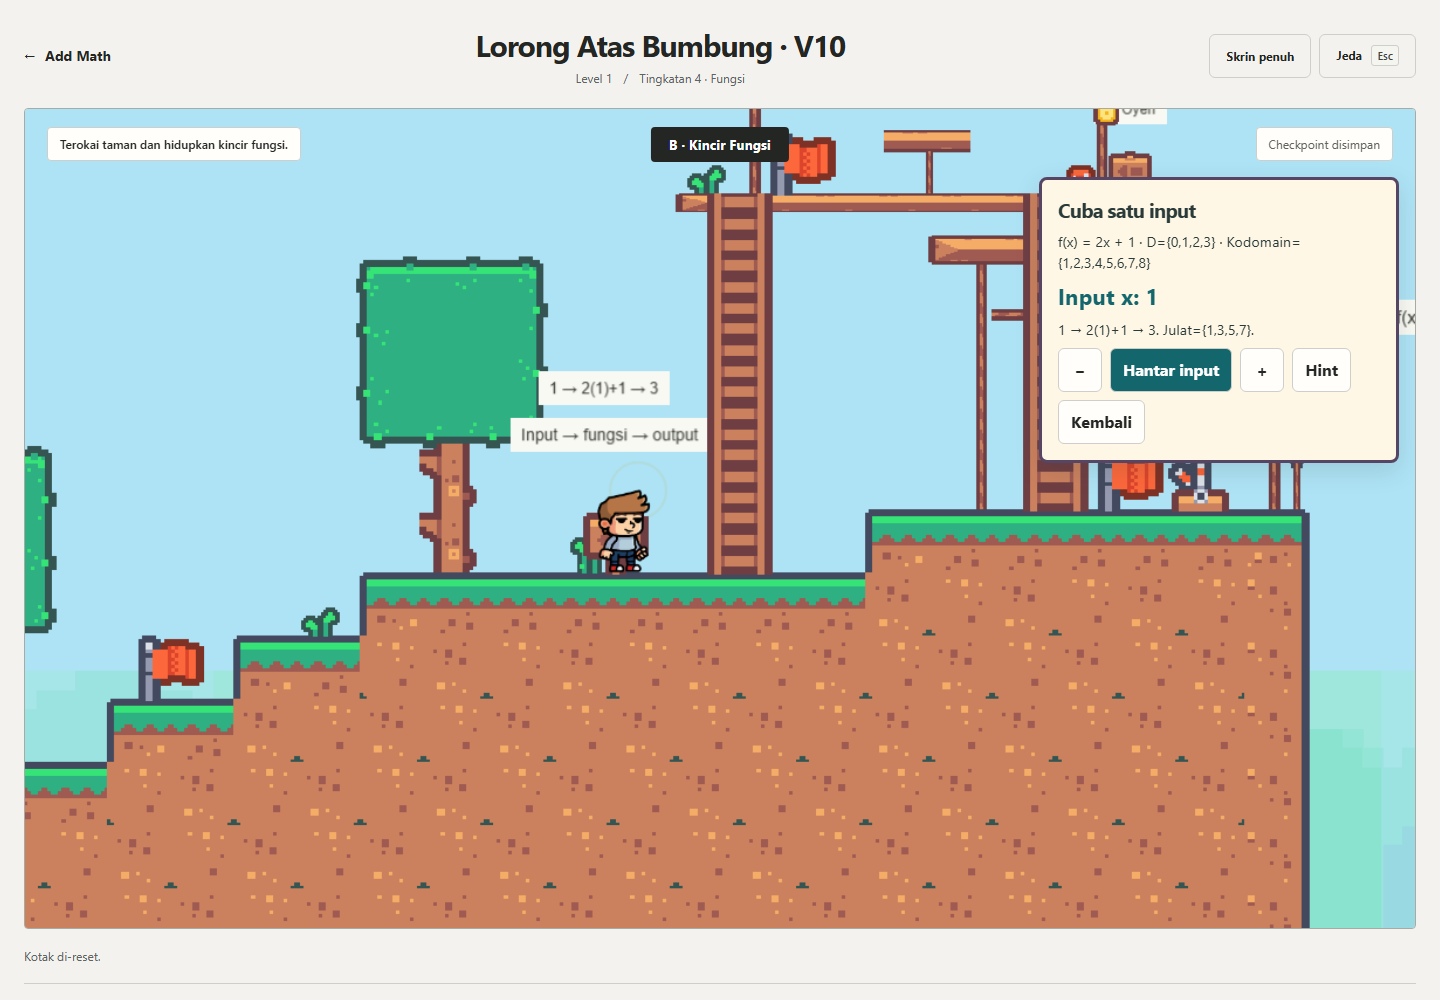 ← Add Math
Lorong Atas Bumbung · V10
Level 1 / Tingkatan 4 · Fungsi
Skrin penuh
Jeda Esc
Terokai taman dan hidupkan kincir fungsi.
B · Kincir Fungsi
Oyen
Checkpoint disimpan
Cuba satu input
f(x) = 2x + 1 · D={0,1,2,3} · Kodomain=
{1,2,3,4,5,6,7,8}
Input x: 1
1 → 2(1)+1 → 3. Julat={1,3,5,7}.
− Hantar input + Hint
Kembali
f(x
1 → 2(1)+1 → 3
Input → fungsi → output
Kotak di-reset.